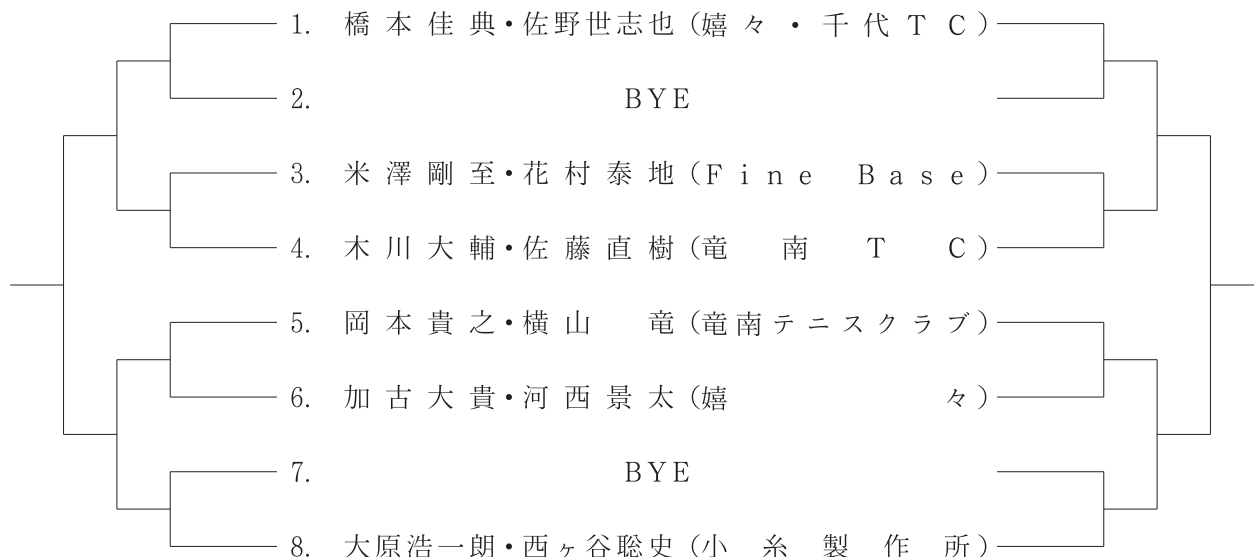 1. 橋本佳典・佐野世志也(嬉々・千代TC)
2. BYE
3. 米澤剛至・花村泰地(Fine Base)
4. 木川大輔・佐藤直樹(竜南TC)
5. 岡本貴之・横山 竜(竜南テニスクラブ)
6. 加古大貴・河西景太(嬉々)
7. BYE
8. 大原浩一朗・西ヶ谷聡史(小糸製作所)